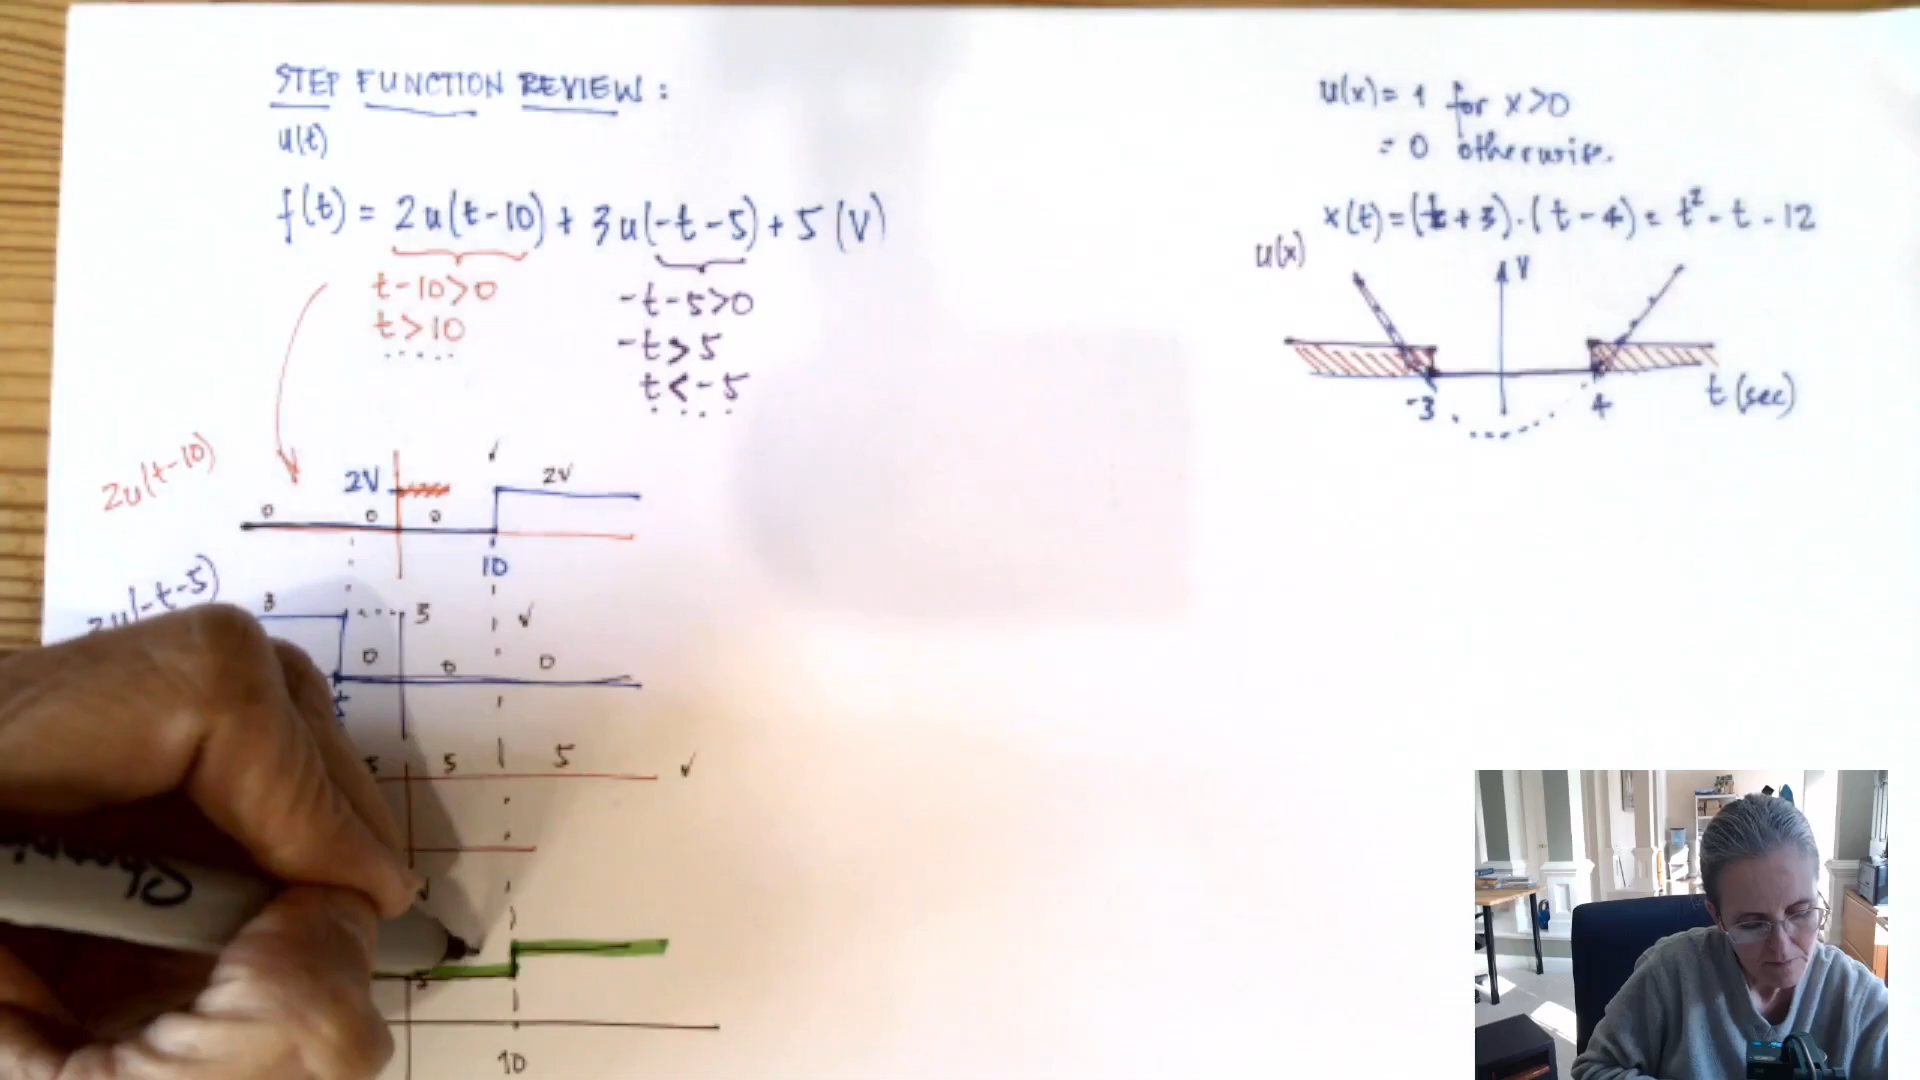 STEP FUNCTION REVIEW :
u(t)
f(t) = 2u(t-10) + 3u(-t-5) + 5 (V)
t-10>0
t>10
-t-5>0
-t>5
t<-5
2u(t-10)
2V
2V
0 0 0
10
u(-t-5)
3
3
0 0 0
5 5
5
10
u(x) = 1 for x>0
= 0 otherwise.
x(t) = (t+3)·(t-4) = t² - t - 12
u(x)
V
-3
4
t (sec)
Sharpie